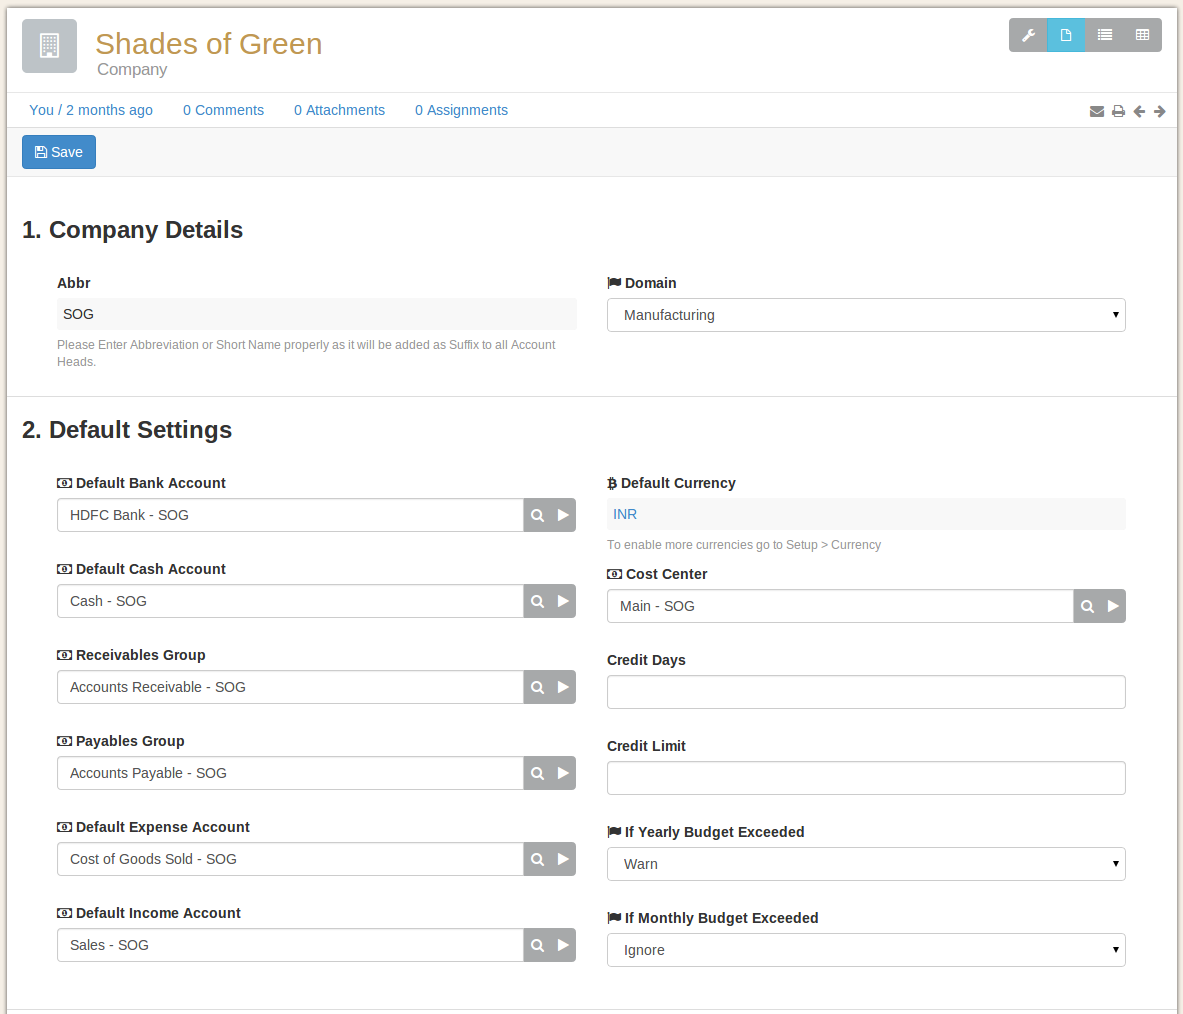 Shades of Green
Company
You / 2 months ago 0 Comments 0 Attachments 0 Assignments
Save
1. Company Details
Abbr
SOG
Please Enter Abbreviation or Short Name properly as it will be added as Suffix to all Account
Heads.
Domain
Manufacturing
2. Default Settings
Default Bank Account
HDFC Bank - SOG
Default Cash Account
Cash - SOG
Receivables Group
Accounts Receivable - SOG
Payables Group
Accounts Payable - SOG
Default Expense Account
Cost of Goods Sold - SOG
Default Income Account
Sales - SOG
Default Currency
INR
To enable more currencies go to Setup > Currency
Cost Center
Main - SOG
Credit Days
Credit Limit
If Yearly Budget Exceeded
Warn
If Monthly Budget Exceeded
Ignore